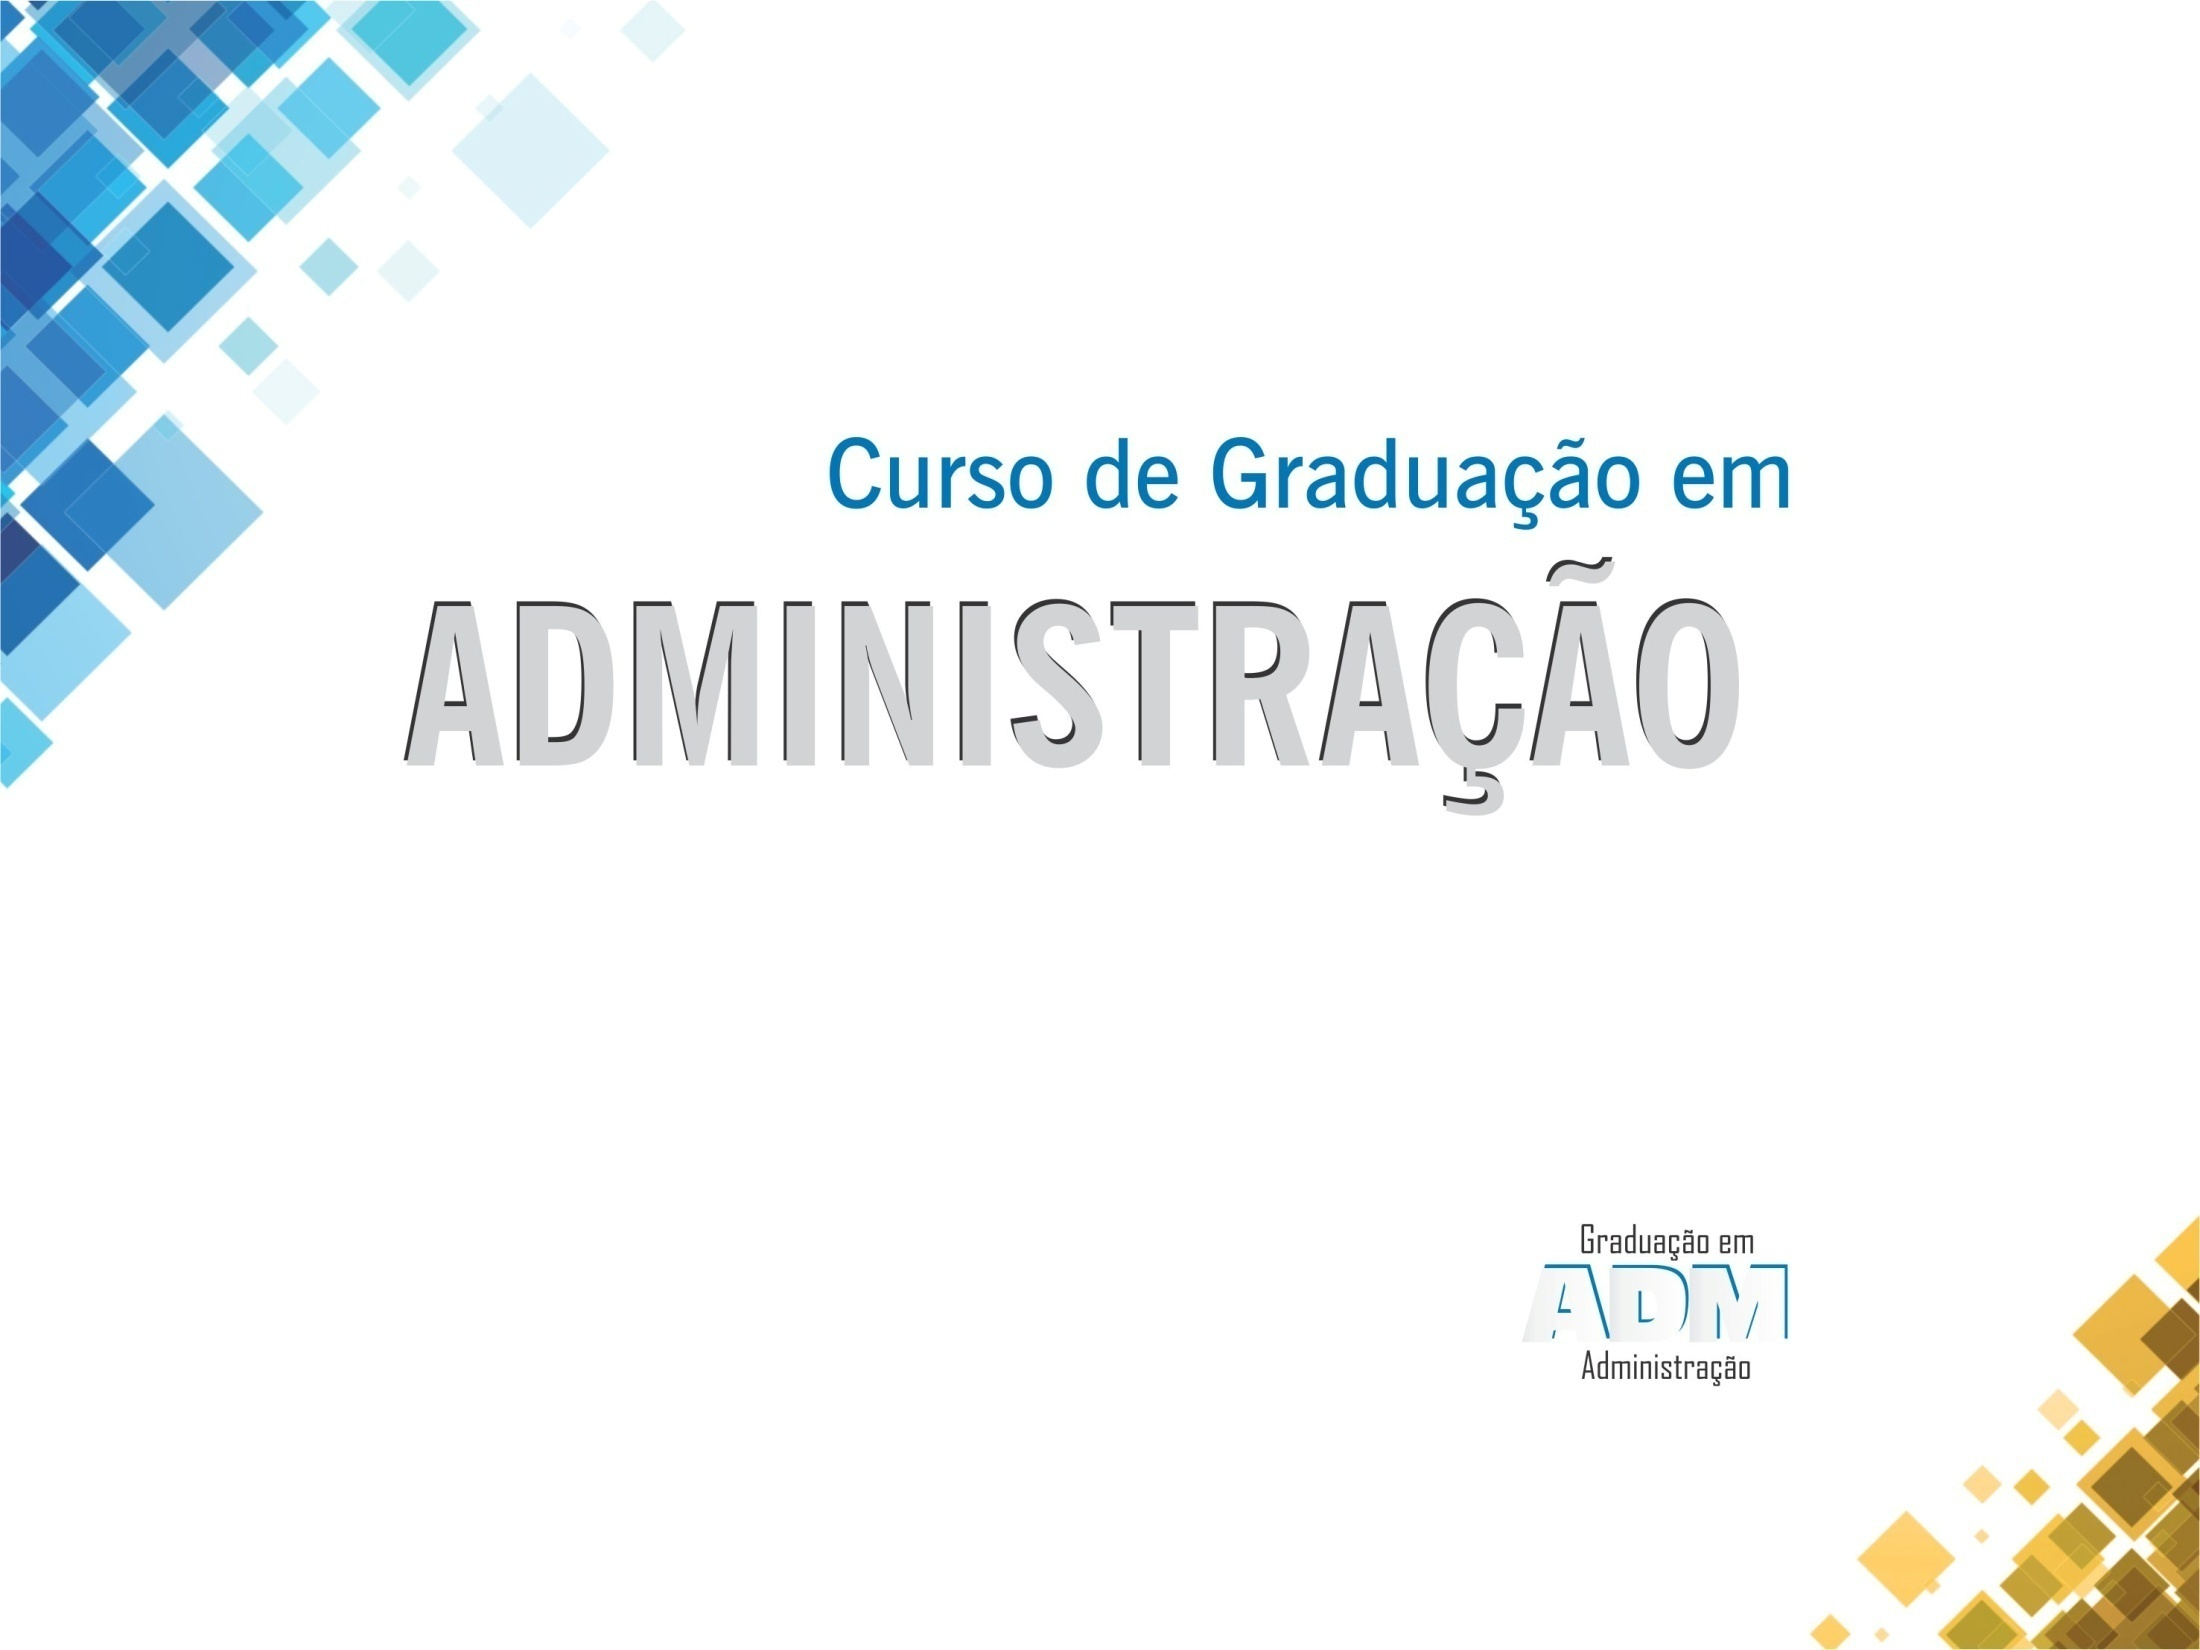 Curso de Graduação em
ADMINISTRAÇÃO
Graduação em
ADM
Administração